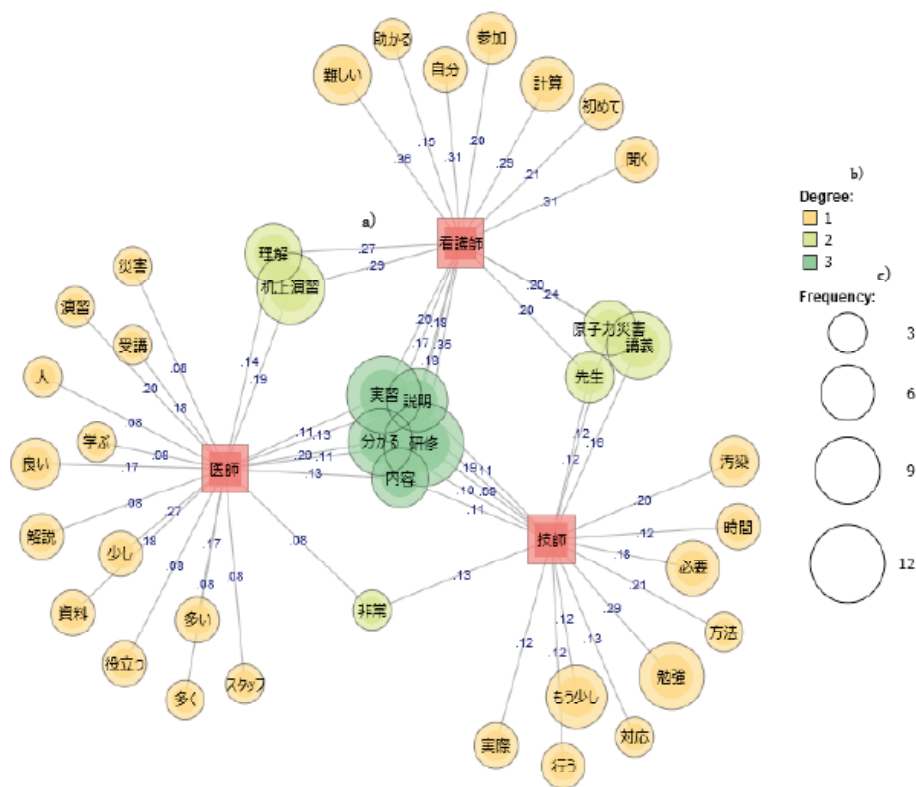 助かる
参加
難しい
自分
計算
初めて
聞く
.36
.15
.31
.20
.29
.21
.31
a)
看護師
b)
Degree:
1
2
3
c)
Frequency:
3
6
9
12
理解
机上演習
.27
.29
.20
.24
.20
原子力災害
講義
先生
災害
演習
受講
人
学ぶ
良い
解説
少し
資料
役立つ
多い
多く
スタッフ
医師
.08
.20
.18
.08
.08
.17
.08
.27
.18
.08
.17
.08
.08
.14
.19
.20
.18
.17
.35
.13
実習
説明
分かる
研修
内容
.11
.13
.20
.11
.13
.19
.11
.10
.09
.11
.12
.16
.12
.08
.13
非常
技師
汚染
時間
必要
方法
勉強
もう少し
対応
実際
行う
.20
.12
.18
.21
.29
.13
.12
.12
.12